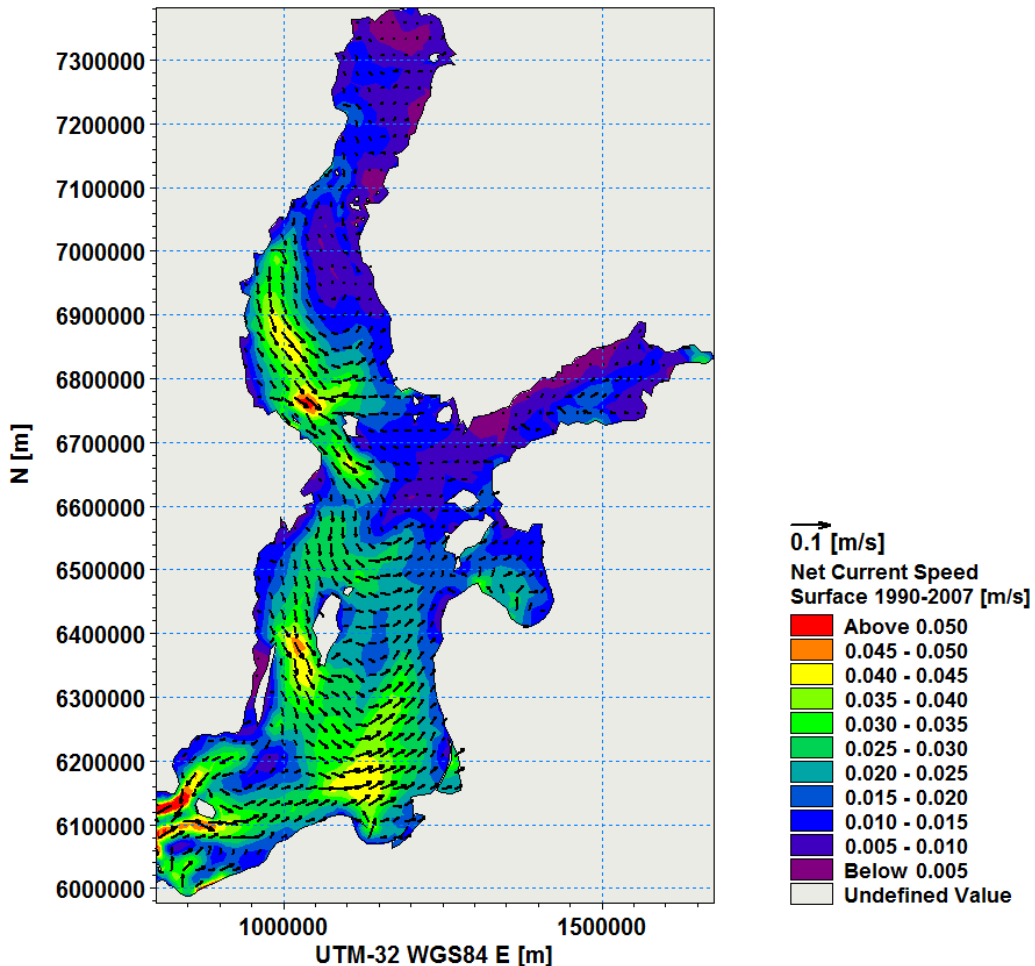 7300000
7200000
7100000
7000000
6900000
6800000
6700000
6600000
6500000
6400000
6300000
6200000
6100000
6000000
N [m]
1000000 1500000
UTM-32 WGS84 E [m]
0.1 [m/s]
Net Current Speed
Surface 1990-2007 [m/s]
Above 0.050
0.045 - 0.050
0.040 - 0.045
0.035 - 0.040
0.030 - 0.035
0.025 - 0.030
0.020 - 0.025
0.015 - 0.020
0.010 - 0.015
0.005 - 0.010
Below 0.005
Undefined Value